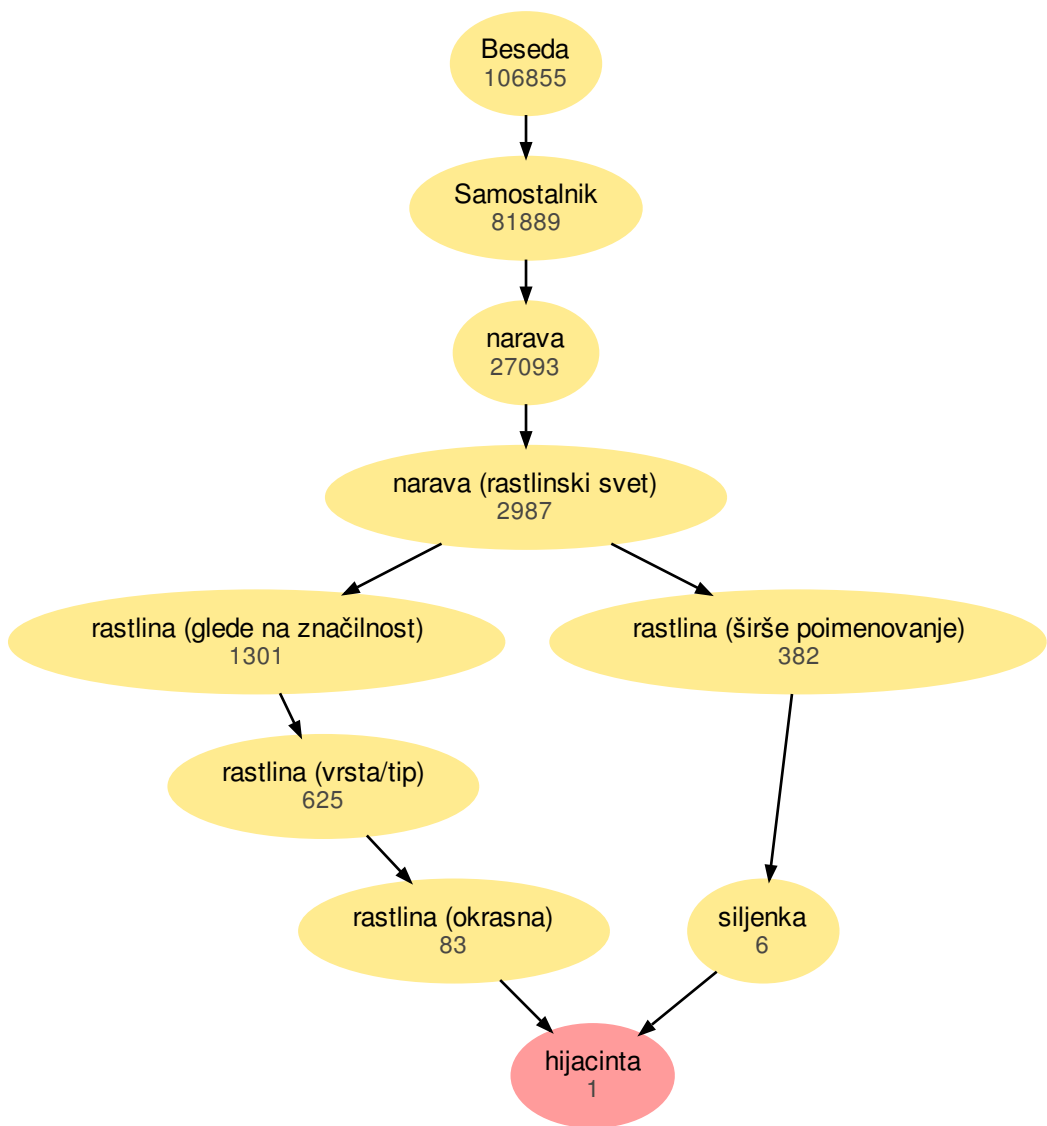 Beseda
106855
Samostalnik
81889
narava
27093
narava (rastlinski svet)
2987
rastlina (glede na značilnost)
1301
rastlina (širše poimenovanje)
382
rastlina (vrsta/tip)
625
rastlina (okrasna)
83
siljenka
6
hijacinta
1